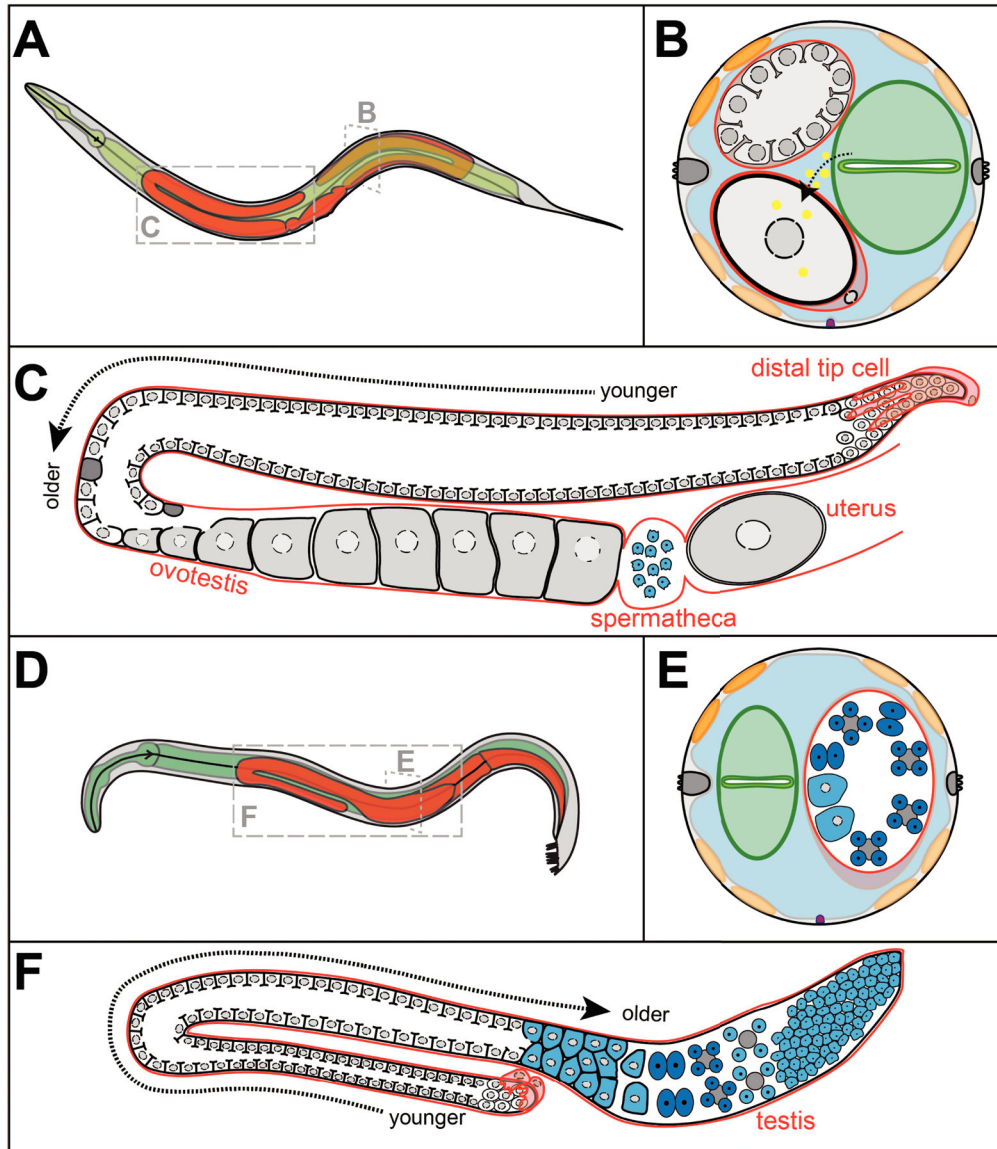 A
B
B
C
C
distal tip cell
younger
older
uterus
ovotestis
spermatheca
D
E
E
F
F
older
younger
testis